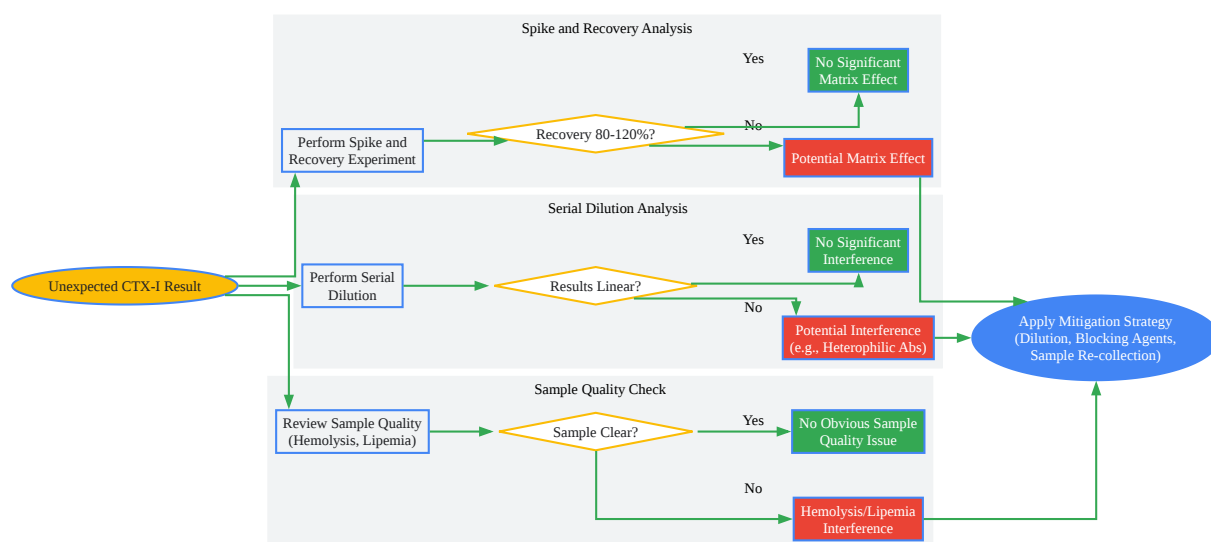 Spike and Recovery Analysis
Yes
No Significant
Matrix Effect
No
Recovery 80-120%?
Perform Spike and
Recovery Experiment
Potential Matrix Effect
Serial Dilution Analysis
Yes
No Significant
Interference
Perform Serial
Dilution
Unexpected CTX-I Result
Results Linear?
No
Potential Interference
(e.g., Heterophilic Abs)
Apply Mitigation Strategy
(Dilution, Blocking Agents,
Sample Re-collection)
Sample Quality Check
Review Sample Quality
(Hemolysis, Lipemia)
Sample Clear?
Yes
No Obvious Sample
Quality Issue
No
Hemolysis/Lipemia
Interference